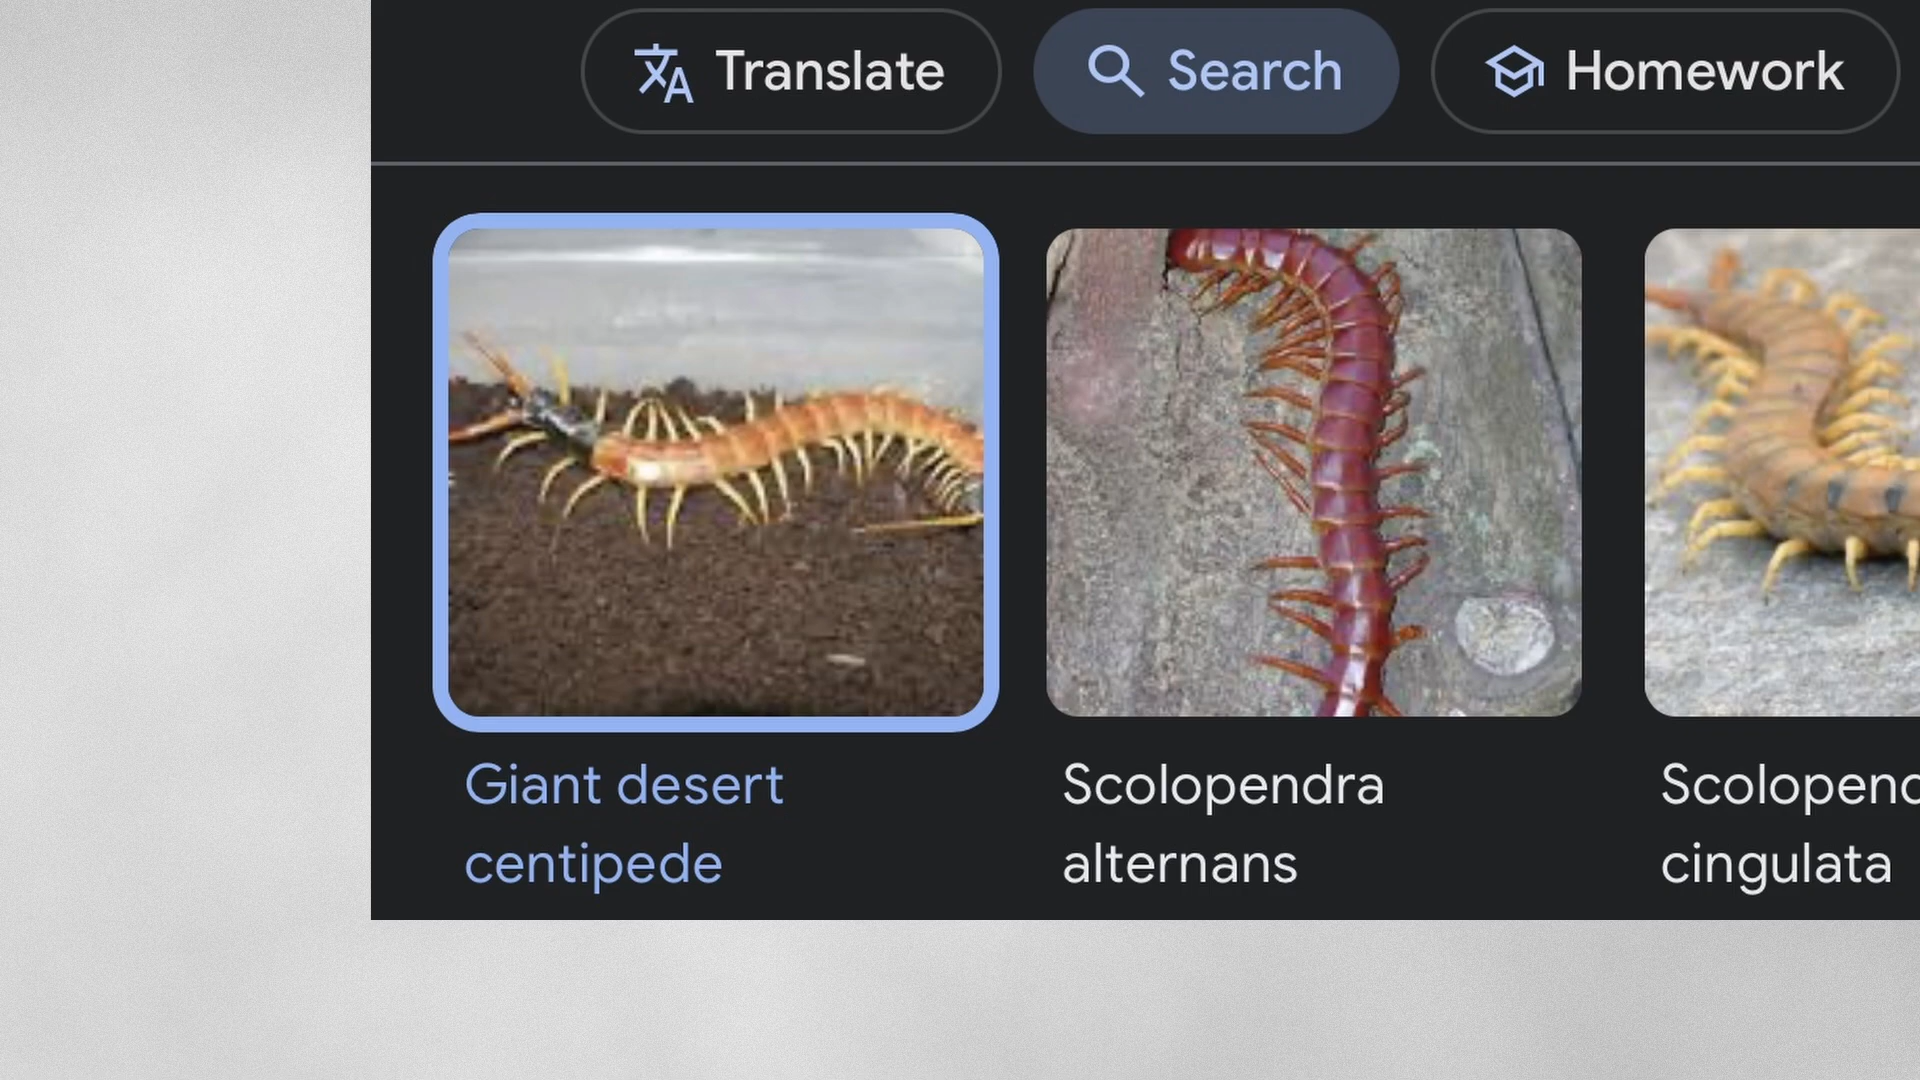 Translate
Search
Homework
Giant desert
centipede
Scolopendra
alternans
cingulata